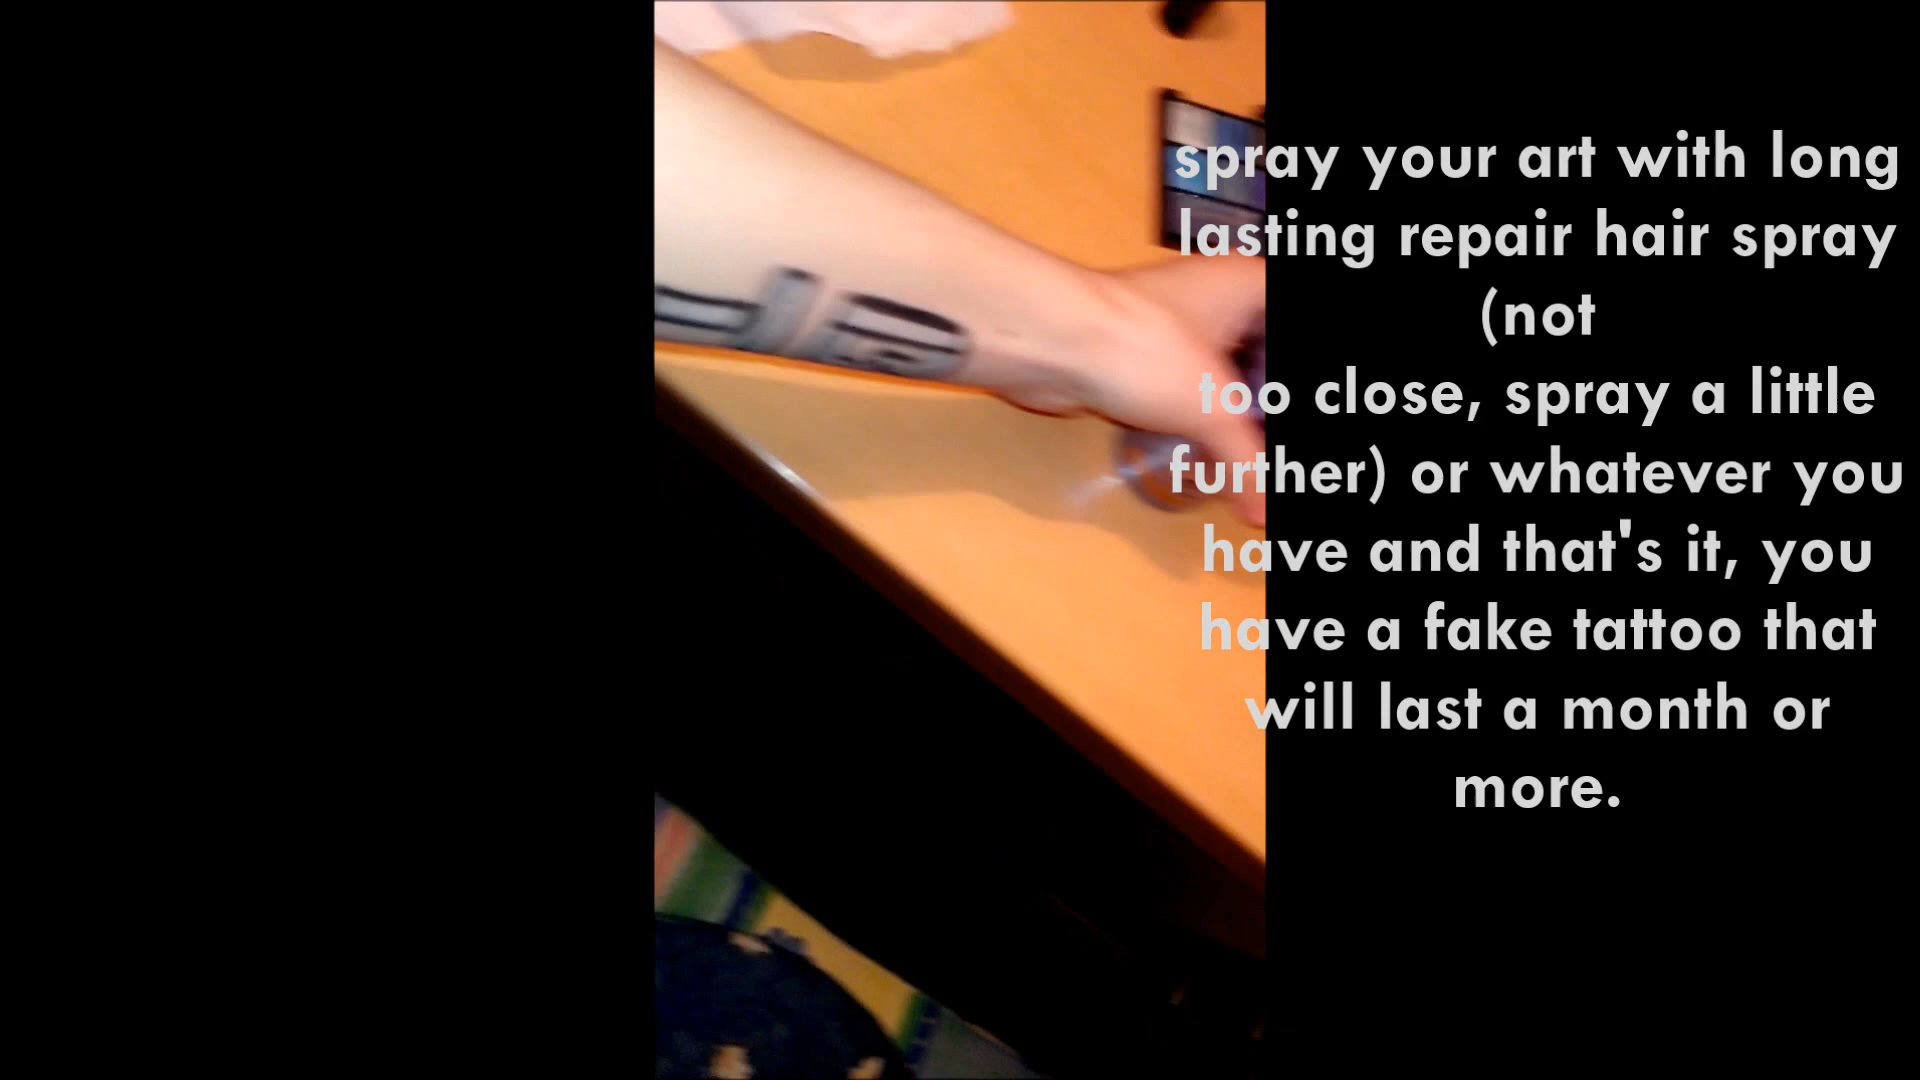 spray your art with long
lasting repair hair spray
(not
too close, spray a little
further) or whatever you
have and that's it, you
have a fake tattoo that
will last a month or
more.